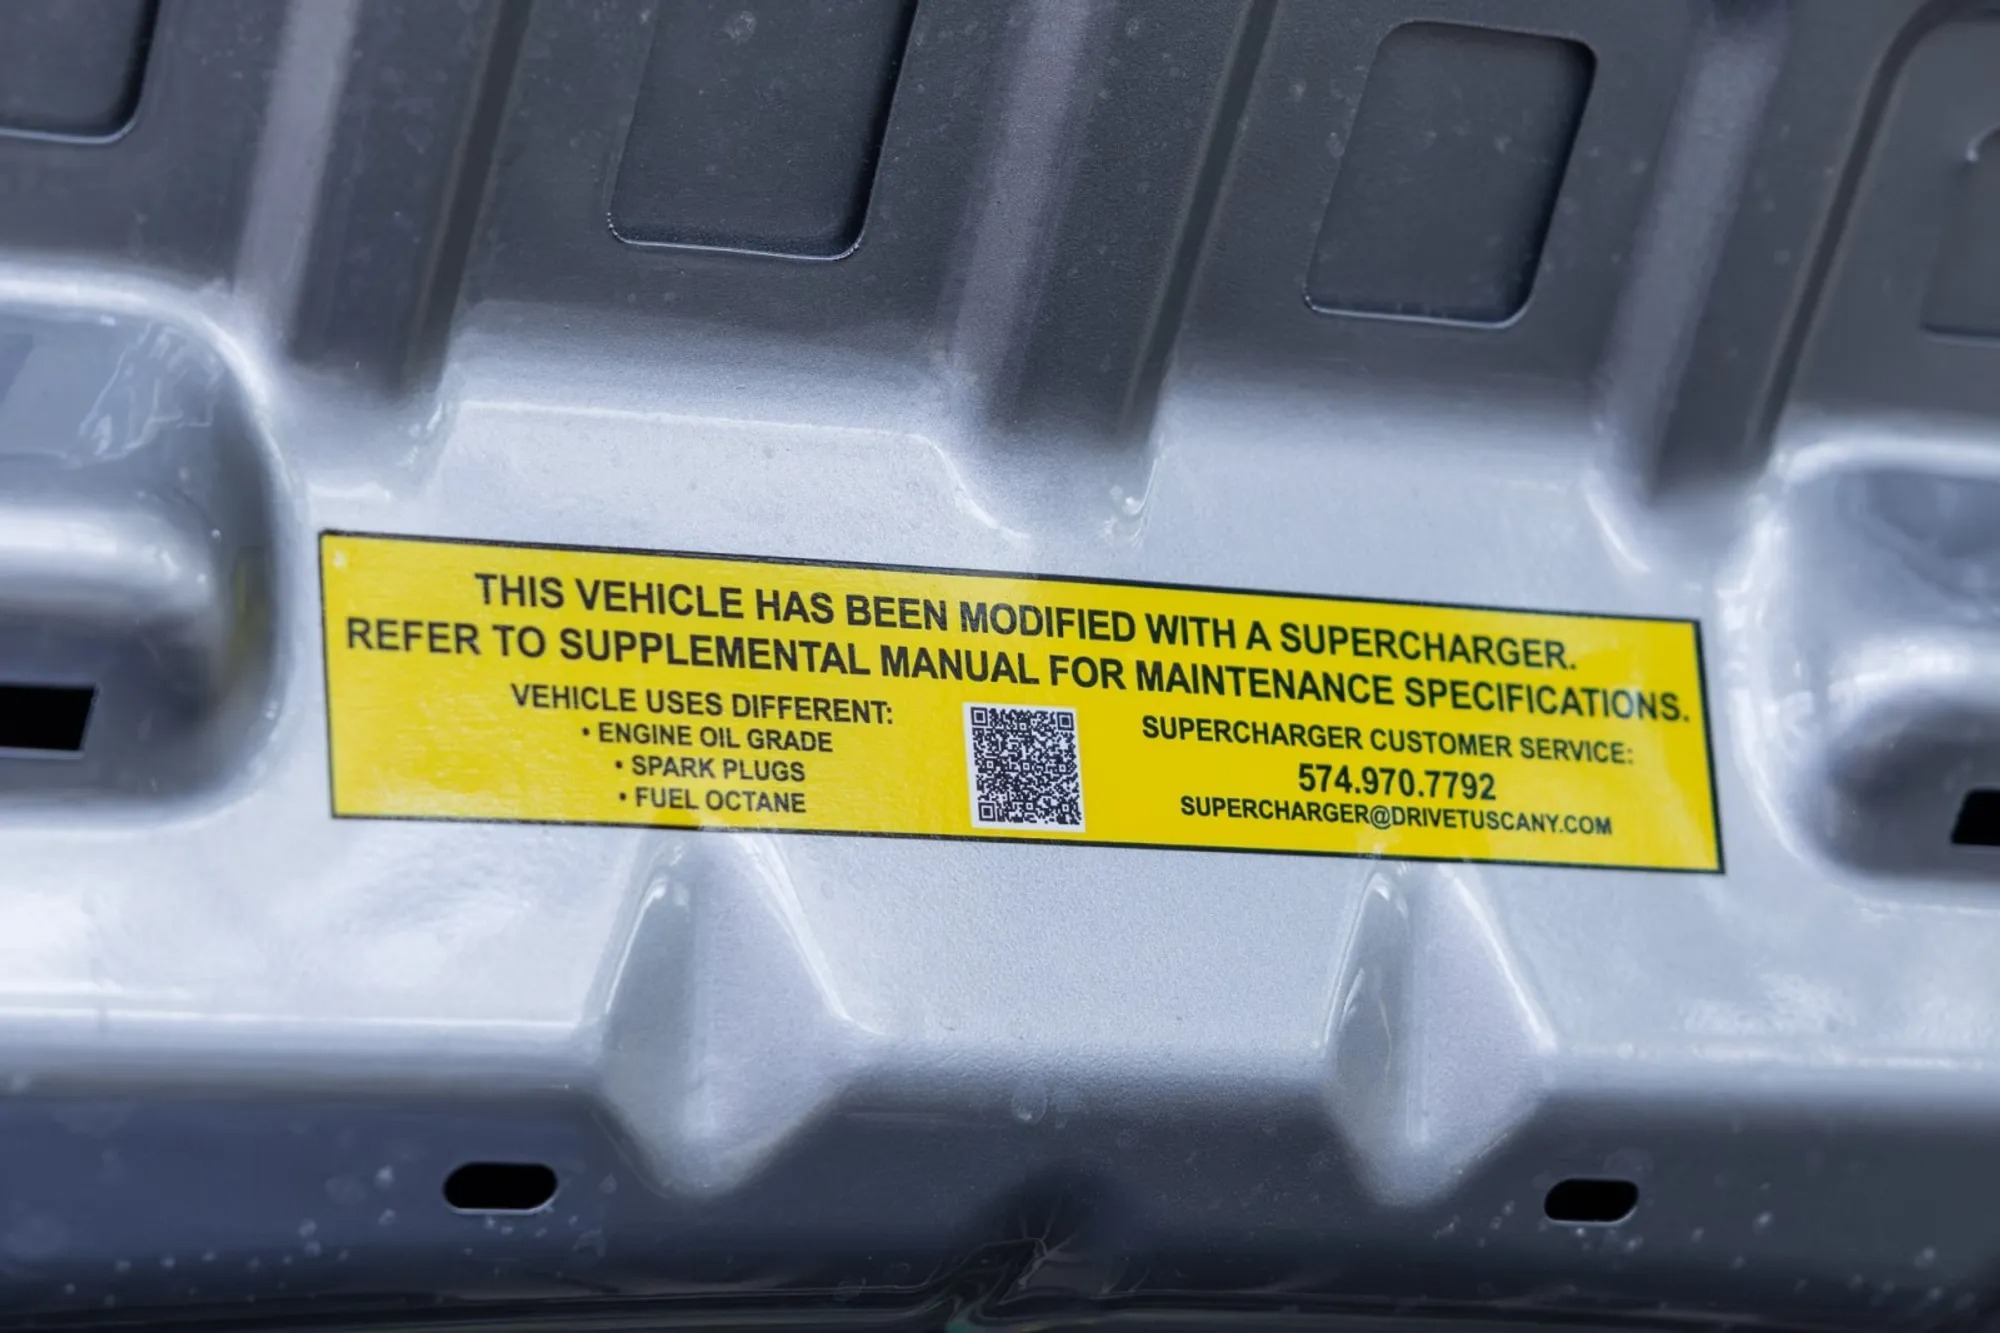 THIS VEHICLE HAS BEEN MODIFIED WITH A SUPERCHARGER.
REFER TO SUPPLEMENTAL MANUAL FOR MAINTENANCE SPECIFICATIONS.
VEHICLE USES DIFFERENT:
• ENGINE OIL GRADE
• SPARK PLUGS
• FUEL OCTANE
SUPERCHARGER CUSTOMER SERVICE:
574.970.7792
SUPERCHARGER@DRIVETUSCANY.COM